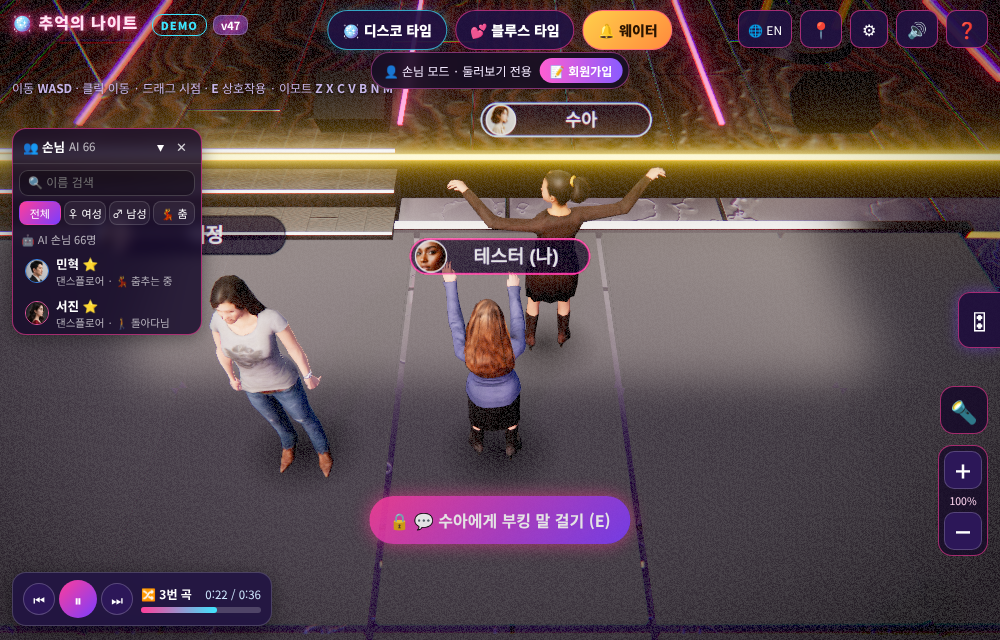 추억의 나이트 DEMO v47
디스코 타임
블루스 타임
웨이터
EN
손님 모드 · 둘러보기 전용 회원가입
이동 WASD · 클릭 이동 · 드래그 시점 · E 상호작용 · 이모트 Z X C V B N M
수아
손님 AI 66
이름 검색
전체 여성 남성 춤
AI 손님 66명
민혁
댄스플로어 · 춤추는 중
서진
댄스플로어 · 돌아다님
정
테스터 (나)
100%
수아에게 부킹 말 걸기 (E)
3번 곡 0:22 / 0:36